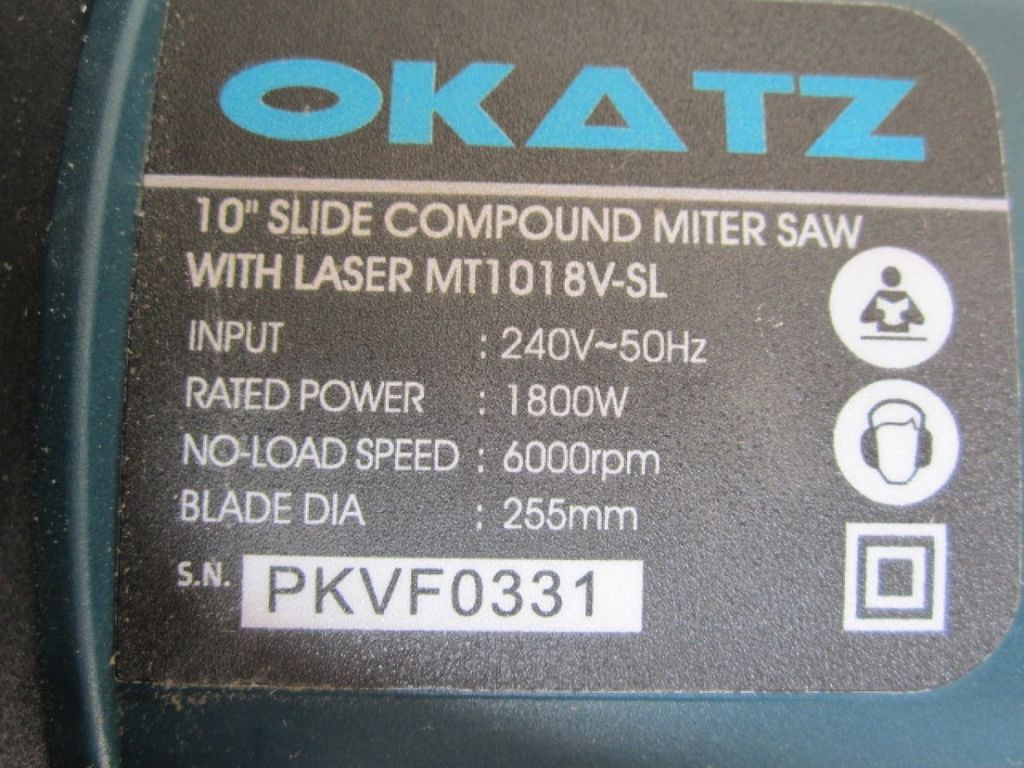 OKATZ
10" SLIDE COMPOUND MITER SAW
WITH LASER MT1018V-SL
INPUT : 240V~50Hz
RATED POWER : 1800W
NO-LOAD SPEED : 6000rpm
BLADE DIA : 255mm
S.N. PKVF0331